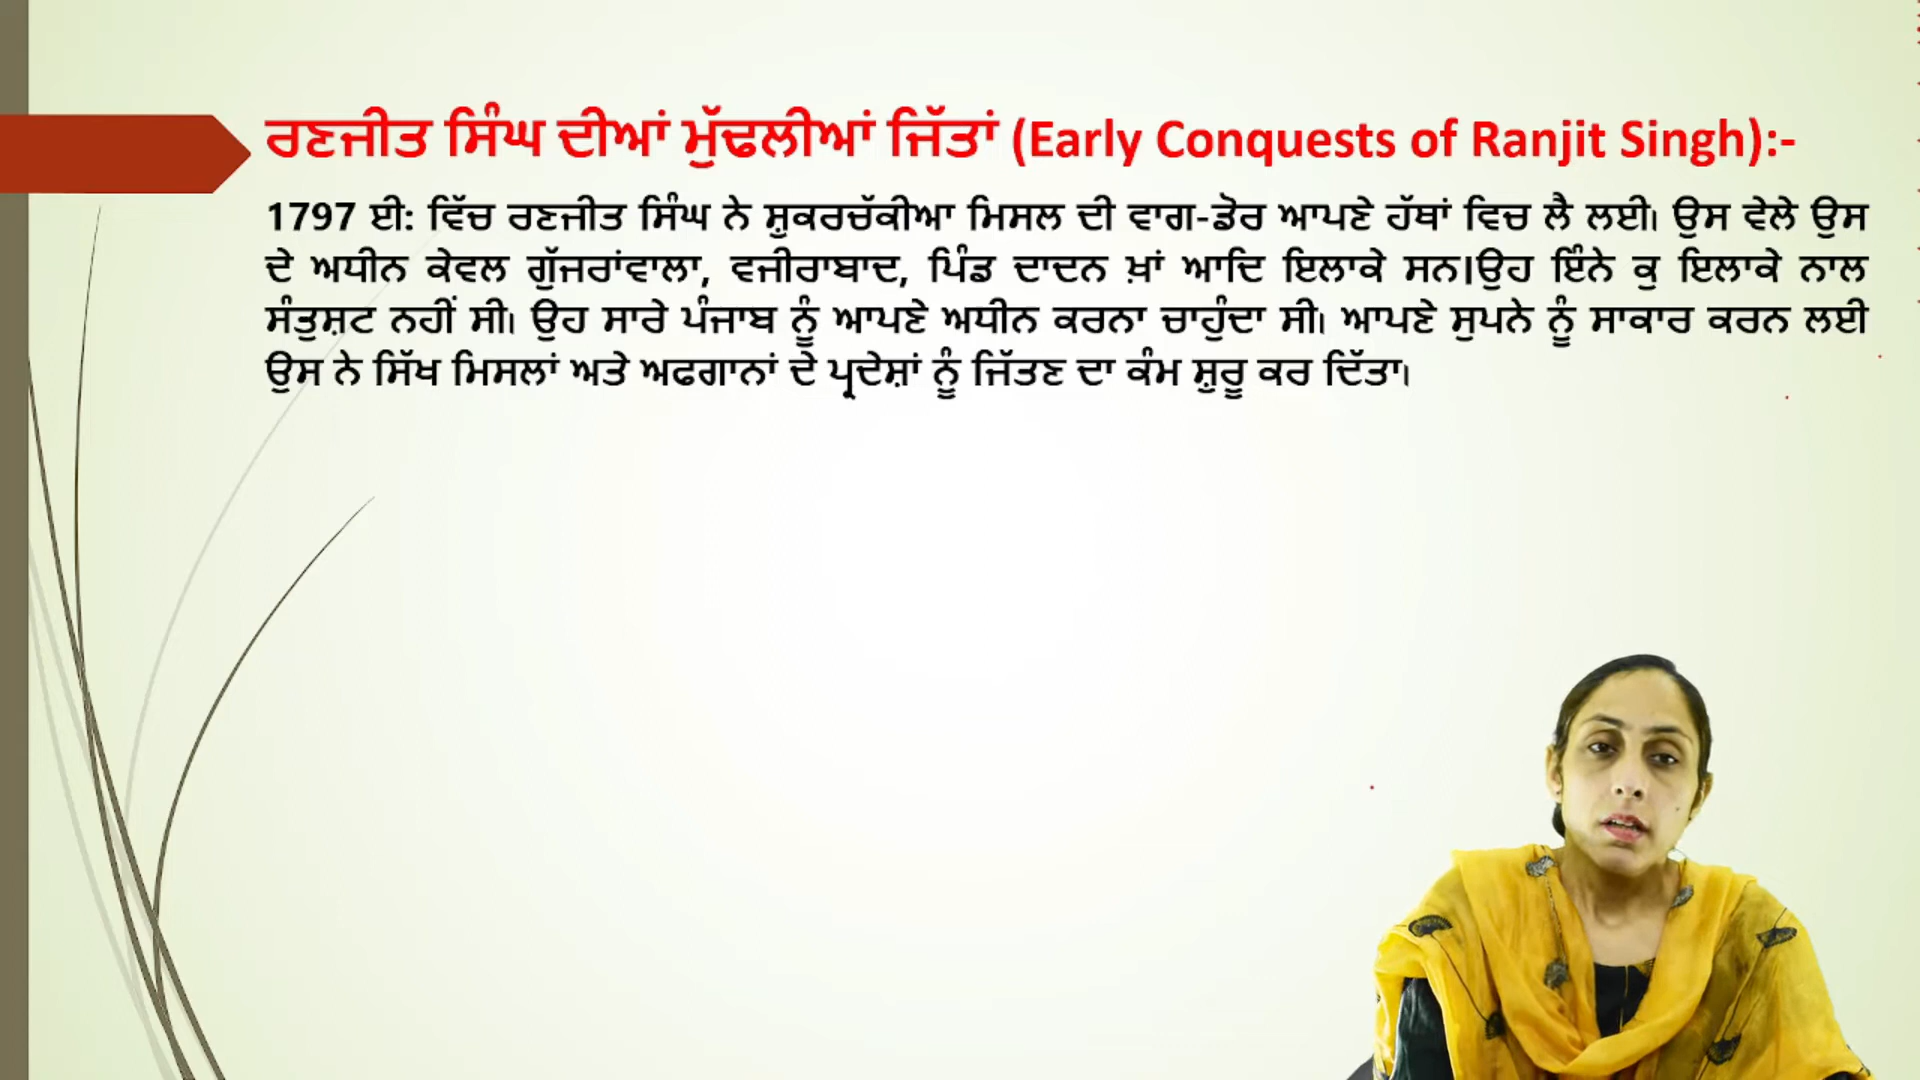 ਰਣਜੀਤ ਸਿੰਘ ਦੀਆਂ ਮੁੱਢਲੀਆਂ ਜਿੱਤਾਂ (Early Conquests of Ranjit Singh):-
1797 ਈ: ਵਿੱਚ ਰਣਜੀਤ ਸਿੰਘ ਨੇ ਸ਼ੁਕਰਚੱਕੀਆ ਮਿਸਲ ਦੀ ਵਾਗ-ਡੋਰ ਆਪਣੇ ਹੱਥਾਂ ਵਿਚ ਲੈ ਲਈ। ਉਸ ਵੇਲੇ ਉਸ
ਦੇ ਅਧੀਨ ਕੇਵਲ ਗੁੱਜਰਾਂਵਾਲਾ, ਵਜੀਰਾਬਾਦ, ਪਿੰਡ ਦਾਦਨ ਖ਼ਾਂ ਆਦਿ ਇਲਾਕੇ ਸਨ।ਉਹ ਇੰਨੇ ਕੁ ਇਲਾਕੇ ਨਾਲ
ਸੰਤੁਸ਼ਟ ਨਹੀਂ ਸੀ। ਉਹ ਸਾਰੇ ਪੰਜਾਬ ਨੂੰ ਆਪਣੇ ਅਧੀਨ ਕਰਨਾ ਚਾਹੁੰਦਾ ਸੀ। ਆਪਣੇ ਸੁਪਨੇ ਨੂੰ ਸਾਕਾਰ ਕਰਨ ਲਈ
ਉਸ ਨੇ ਸਿੱਖ ਮਿਸਲਾਂ ਅਤੇ ਅਫਗਾਨਾਂ ਦੇ ਪ੍ਰਦੇਸ਼ਾਂ ਨੂੰ ਜਿੱਤਣ ਦਾ ਕੰਮ ਸ਼ੁਰੂ ਕਰ ਦਿੱਤਾ।